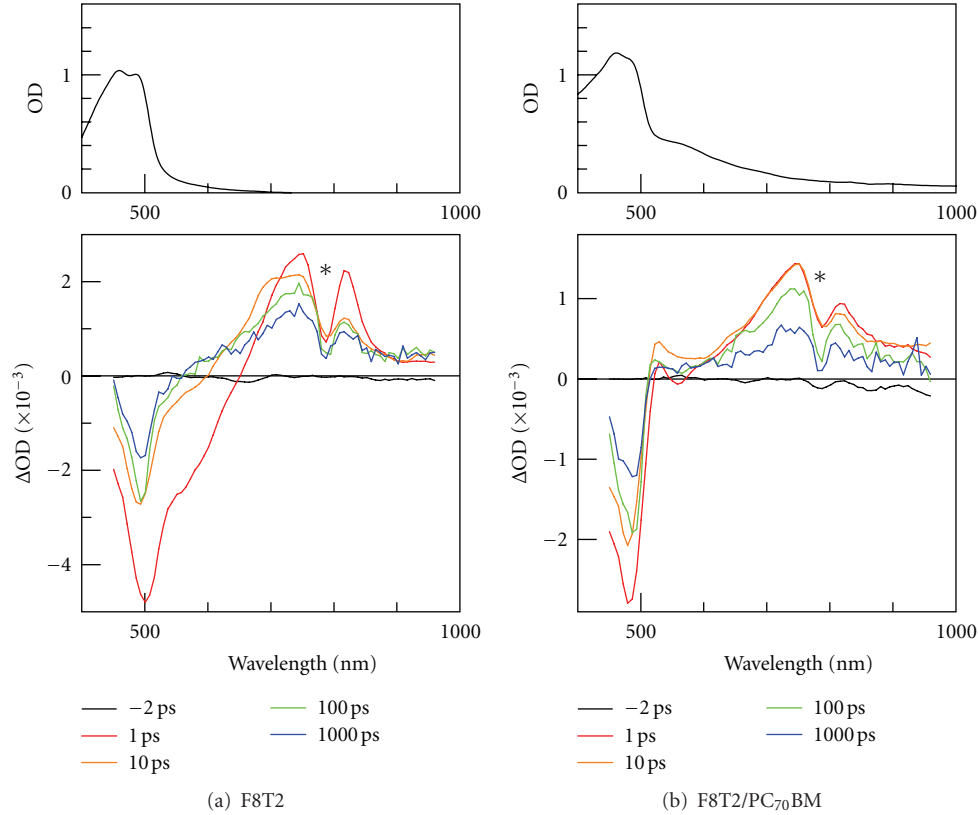 OD
1
0
500
1000
ΔOD (×10⁻³)
2
0
−2
−4
*
500
1000
Wavelength (nm)
−2 ps
1 ps
10 ps
100 ps
1000 ps
(a) F8T2
OD
1
0
500
1000
ΔOD (×10⁻³)
1
0
−1
−2
*
500
1000
Wavelength (nm)
−2 ps
1 ps
10 ps
100 ps
1000 ps
(b) F8T2/PC₇₀BM